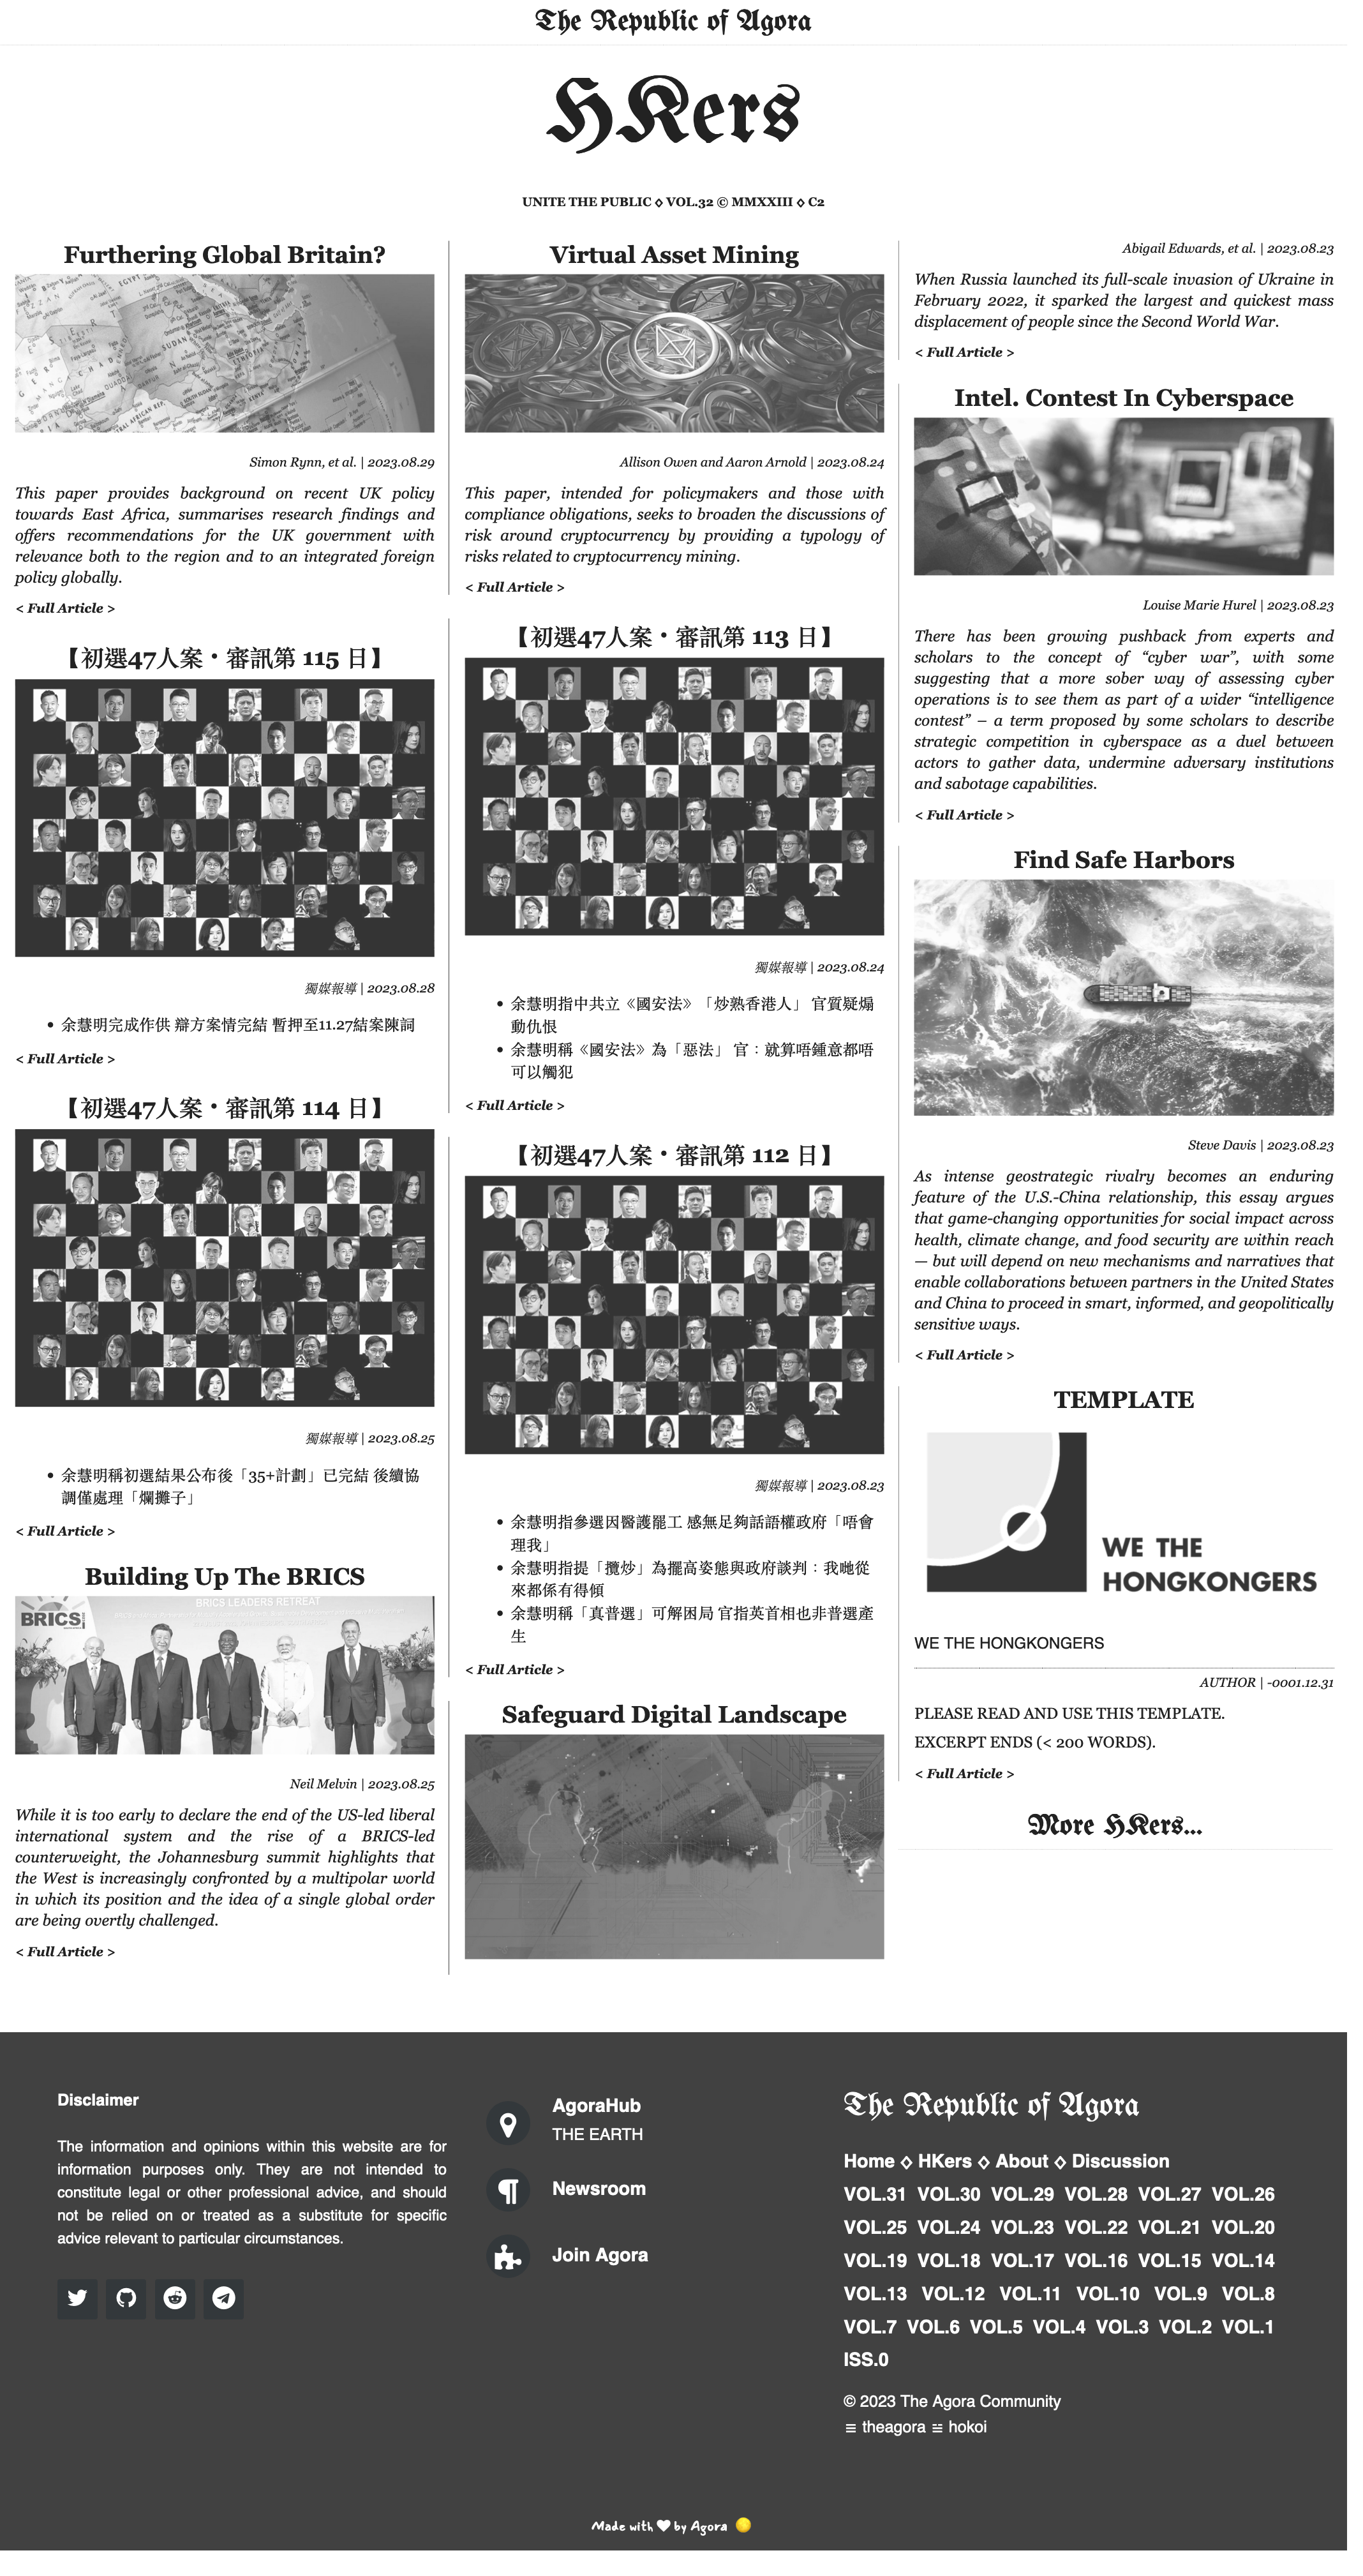 The Republic of Agora
HKers
UNITE THE PUBLIC ◊ VOL.32 © MMXXIII ◊ C2
Furthering Global Britain?
Simon Rynn, et al. | 2023.08.29
This paper provides background on recent UK policy
towards East Africa, summarises research findings and
offers recommendations for the UK government with
relevance both to the region and to an integrated foreign
policy globally.
< Full Article >
【初選47人案・審訊第 115 日】
獨媒報導 | 2023.08.28
• 余慧明完成作供 辯方案情完結 暫押至11.27結案陳詞
< Full Article >
【初選47人案・審訊第 114 日】
獨媒報導 | 2023.08.25
• 余慧明稱初選結果公布後「35+計劃」已完結 後續協
調僅處理「爛攤子」
< Full Article >
Building Up The BRICS
BRICS LEADERS RETREAT
BRICS
Neil Melvin | 2023.08.25
While it is too early to declare the end of the US-led liberal
international system and the rise of a BRICS-led
counterweight, the Johannesburg summit highlights that
the West is increasingly confronted by a multipolar world
in which its position and the idea of a single global order
are being overtly challenged.
< Full Article >
Virtual Asset Mining
Allison Owen and Aaron Arnold | 2023.08.24
This paper, intended for policymakers and those with
compliance obligations, seeks to broaden the discussions of
risk around cryptocurrency by providing a typology of
risks related to cryptocurrency mining.
< Full Article >
【初選47人案・審訊第 113 日】
獨媒報導 | 2023.08.24
• 余慧明指中共立《國安法》「炒熟香港人」 官質疑煽
動仇恨
• 余慧明稱《國安法》為「惡法」 官：就算唔鍾意都唔
可以觸犯
< Full Article >
【初選47人案・審訊第 112 日】
獨媒報導 | 2023.08.23
• 余慧明指參選因醫護罷工 感無足夠話語權政府「唔會
理我」
• 余慧明指提「攬炒」為擺高姿態與政府談判：我哋從
來都係有得傾
• 余慧明稱「真普選」可解困局 官指英首相也非普選產
生
< Full Article >
Safeguard Digital Landscape
Abigail Edwards, et al. | 2023.08.23
When Russia launched its full-scale invasion of Ukraine in
February 2022, it sparked the largest and quickest mass
displacement of people since the Second World War.
< Full Article >
Intel. Contest In Cyberspace
Louise Marie Hurel | 2023.08.23
There has been growing pushback from experts and
scholars to the concept of “cyber war”, with some
suggesting that a more sober way of assessing cyber
operations is to see them as part of a wider “intelligence
contest” – a term proposed by some scholars to describe
strategic competition in cyberspace as a duel between
actors to gather data, undermine adversary institutions
and sabotage capabilities.
< Full Article >
Find Safe Harbors
Steve Davis | 2023.08.23
As intense geostrategic rivalry becomes an enduring
feature of the U.S.-China relationship, this essay argues
that game-changing opportunities for social impact across
health, climate change, and food security are within reach
— but will depend on new mechanisms and narratives that
enable collaborations between partners in the United States
and China to proceed in smart, informed, and geopolitically
sensitive ways.
< Full Article >
TEMPLATE
WE THE
HONGKONGERS
WE THE HONGKONGERS
AUTHOR | -0001.12.31
PLEASE READ AND USE THIS TEMPLATE.
EXCERPT ENDS (< 200 WORDS).
< Full Article >
More HKers...
Disclaimer
The information and opinions within this website are for
information purposes only. They are not intended to
constitute legal or other professional advice, and should
not be relied on or treated as a substitute for specific
advice relevant to particular circumstances.
AgoraHub
THE EARTH
Newsroom
Join Agora
The Republic of Agora
Home ◊ HKers ◊ About ◊ Discussion
VOL.31 VOL.30 VOL.29 VOL.28 VOL.27 VOL.26
VOL.25 VOL.24 VOL.23 VOL.22 VOL.21 VOL.20
VOL.19 VOL.18 VOL.17 VOL.16 VOL.15 VOL.14
VOL.13 VOL.12 VOL.11 VOL.10 VOL.9 VOL.8
VOL.7 VOL.6 VOL.5 VOL.4 VOL.3 VOL.2 VOL.1
ISS.0
© 2023 The Agora Community
≡ theagora ≌ hokoi
Made with ♥ by Agora